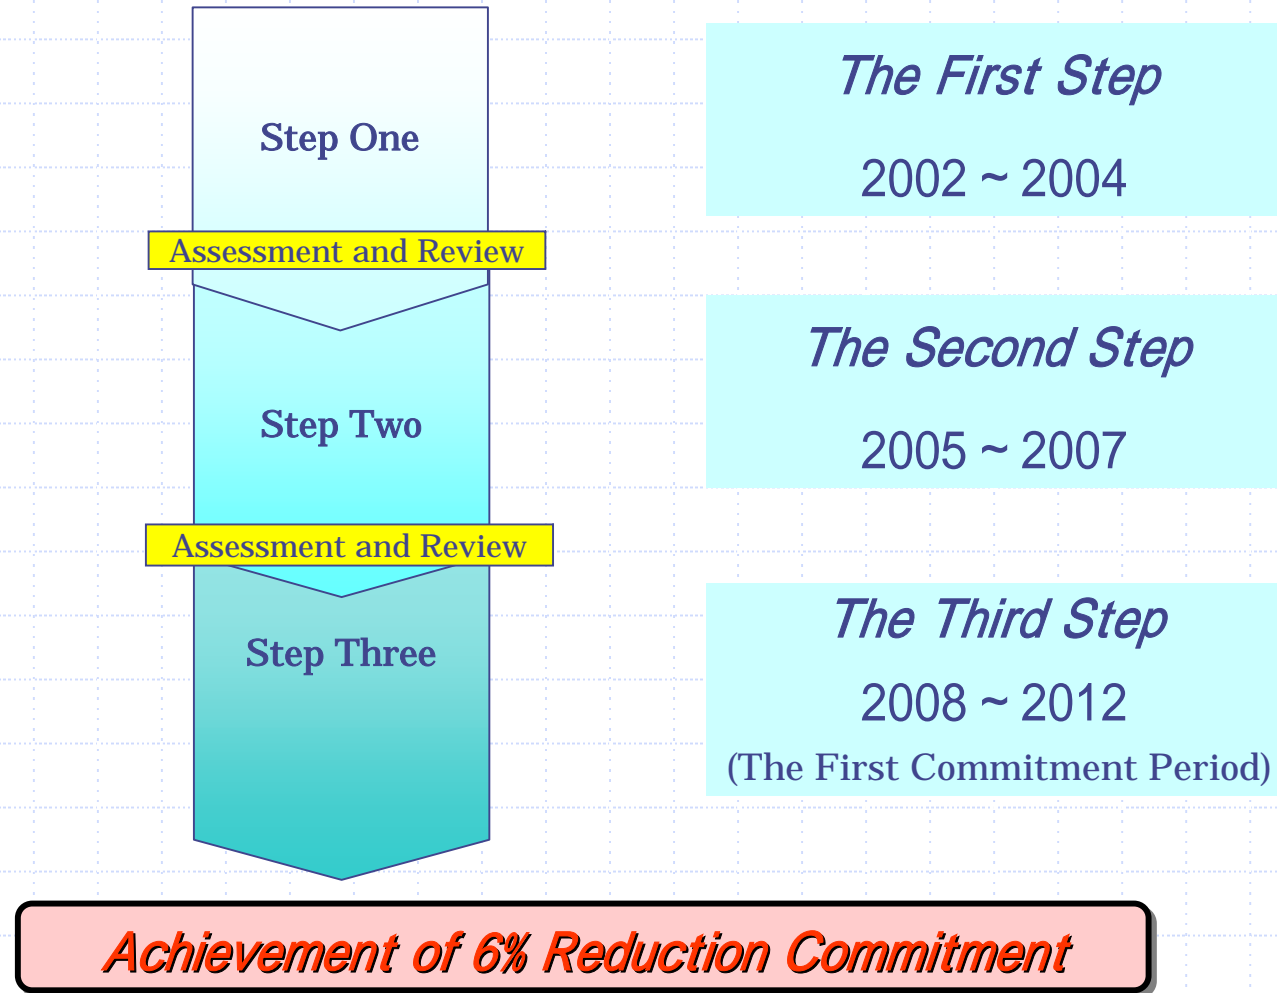 Step One
The First Step
2002 ~ 2004
Assessment and Review
Step Two
The Second Step
2005 ~ 2007
Assessment and Review
Step Three
The Third Step
2008 ~ 2012
(The First Commitment Period)
Achievement of 6% Reduction Commitment